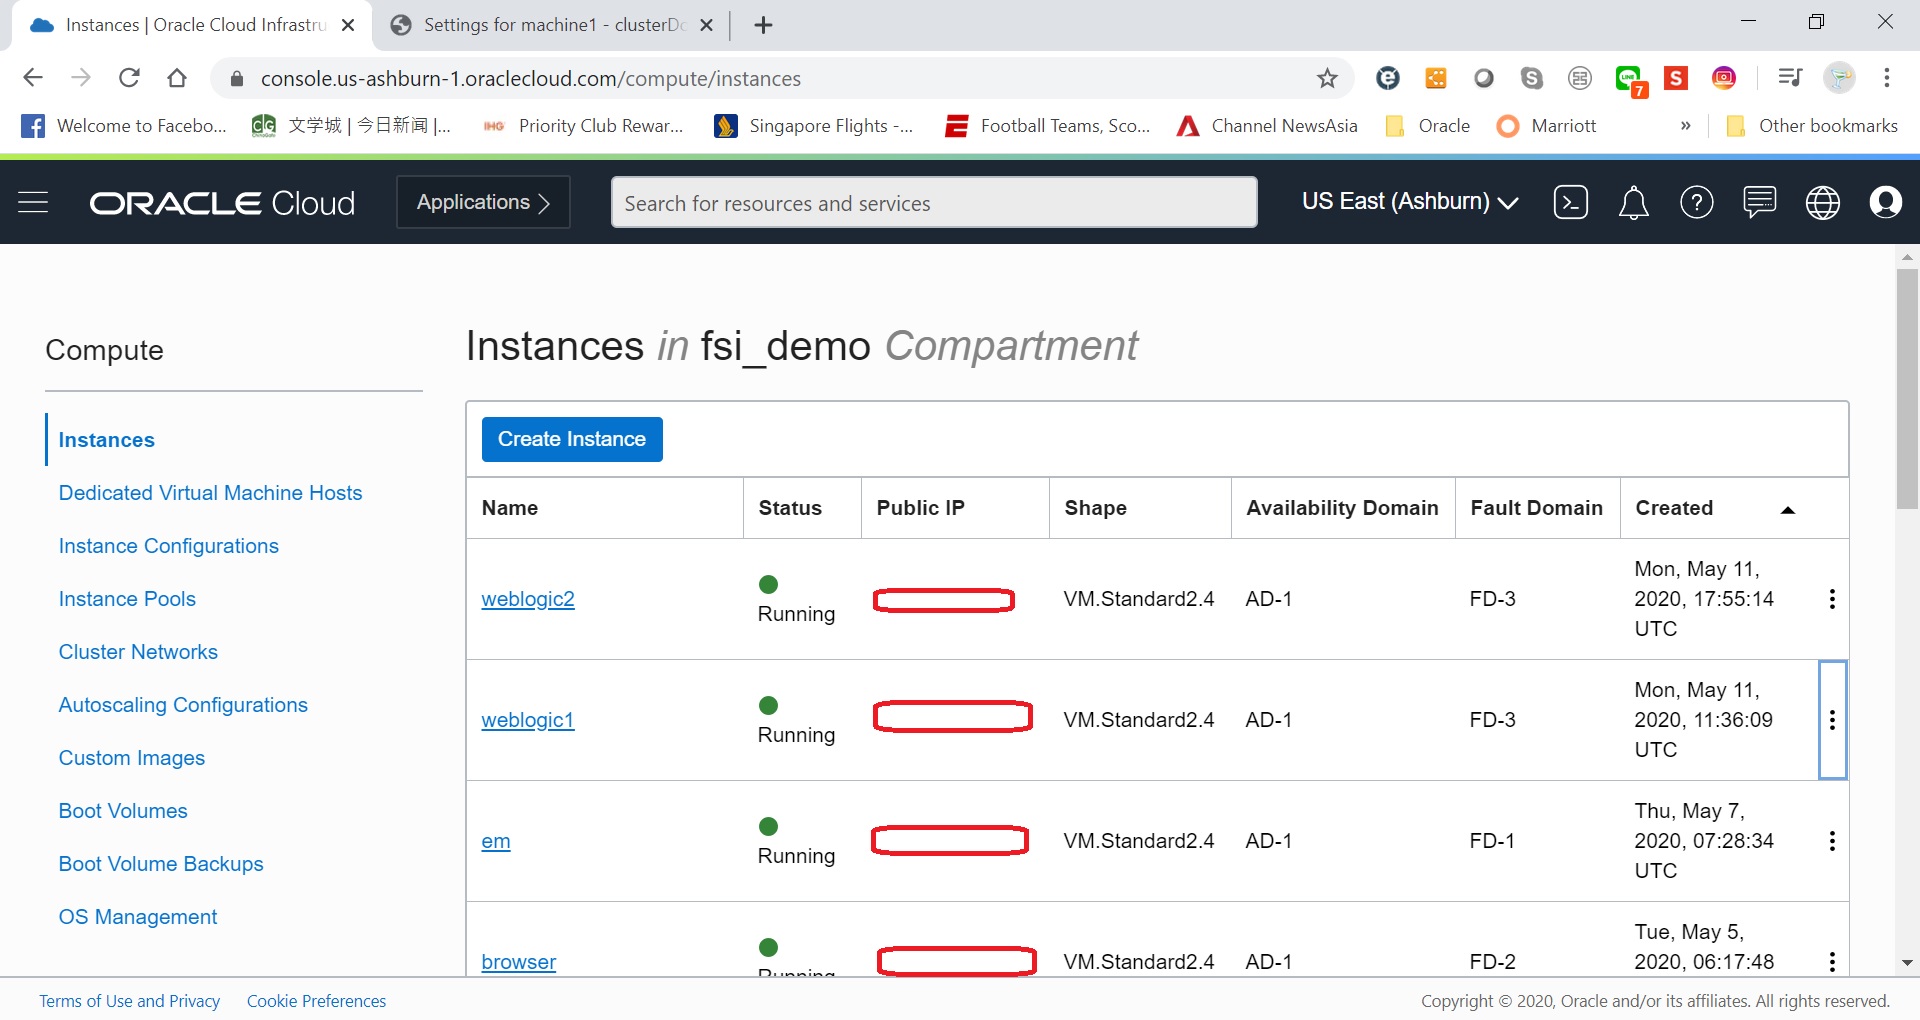 Instances | Oracle Cloud Infrastru
Settings for machine1 - clusterDo
console.us-ashburn-1.oraclecloud.com/compute/instances
7
Welcome to Facebo...
文学城 | 今日新闻 |...
IHG Priority Club Rewar...
Singapore Flights -...
Football Teams, Sco...
Channel NewsAsia
Oracle
Marriott
»
Other bookmarks
ORACLE Cloud
Applications
Search for resources and services
US East (Ashburn)
Compute
Instances
Dedicated Virtual Machine Hosts
Instance Configurations
Instance Pools
Cluster Networks
Autoscaling Configurations
Custom Images
Boot Volumes
Boot Volume Backups
OS Management
Instances in fsi_demo Compartment
Create Instance
Name Status Public IP Shape Availability Domain Fault Domain Created
weblogic2 Running VM.Standard2.4 AD-1 FD-3 Mon, May 11,
2020, 17:55:14
UTC
weblogic1 Running VM.Standard2.4 AD-1 FD-3 Mon, May 11,
2020, 11:36:09
UTC
em Running VM.Standard2.4 AD-1 FD-1 Thu, May 7,
2020, 07:28:34
UTC
browser Running VM.Standard2.4 AD-1 FD-2 Tue, May 5,
2020, 06:17:48
Terms of Use and Privacy Cookie Preferences
Copyright © 2020, Oracle and/or its affiliates. All rights reserved.